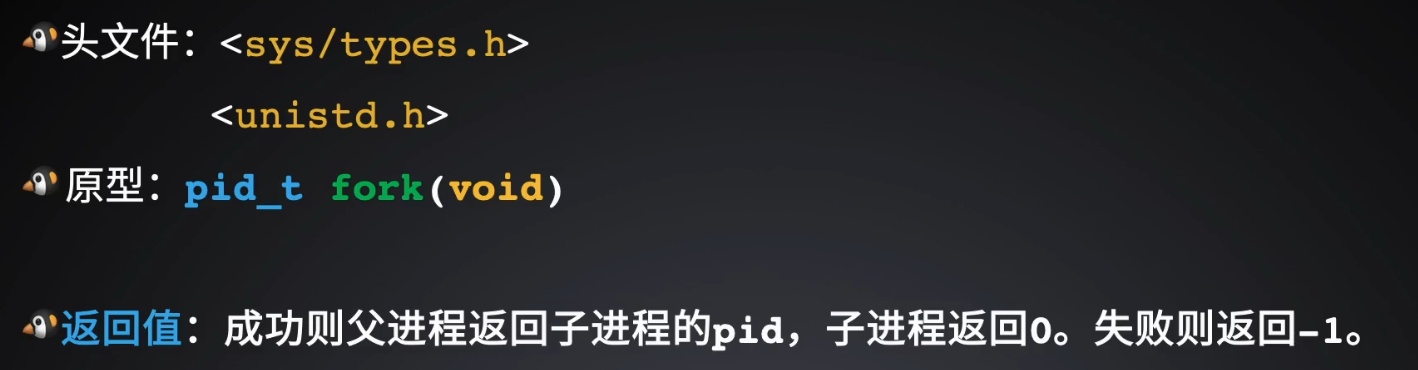 头文件：<sys/types.h>
<unistd.h>
原型：pid_t fork(void)
返回值：成功则父进程返回子进程的pid，子进程返回0。失败则返回-1。